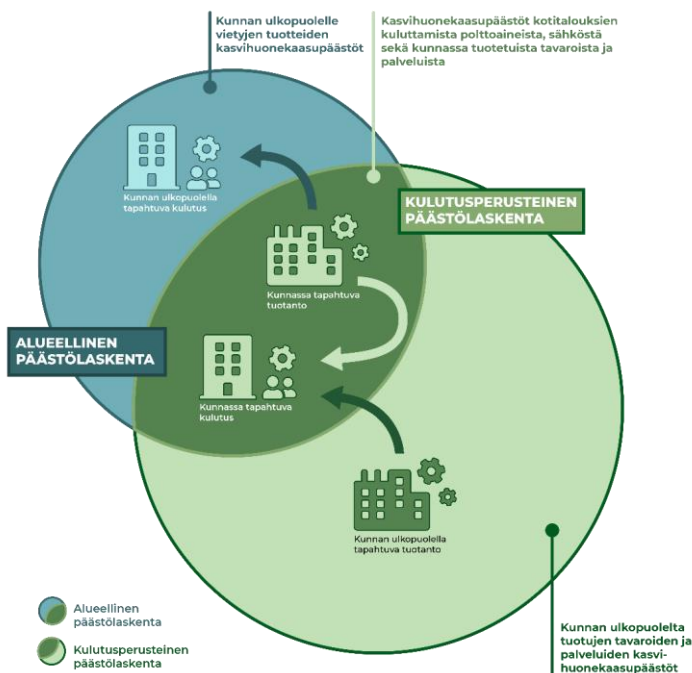 Kunnan ulkopuolelle
vietyjen tuotteiden
kasvihuonekaasupäästöt
Kasvihuonekaasupäästöt kotitalouksien
kuluttamista polttoaineista, sähköstä
sekä kunnassa tuotetuista tavaroista ja
palveluista
Kunnan ulkopuolella
tapahtuva kulutus
KULUTUSPERUSTEINEN
PÄÄSTÖLASKENTA
Kunnassa tapahtuva
tuotanto
ALUEELLINEN
PÄÄSTÖLASKENTA
Kunnassa tapahtuva
kulutus
Kunnan ulkopuolella
tapahtuva tuotanto
Alueellinen
päästölaskenta
Kulutusperusteinen
päästölaskenta
Kunnan ulkopuolelta
tuotujen tavaroiden ja
palveluiden kasvi-
huonekaasupäästöt